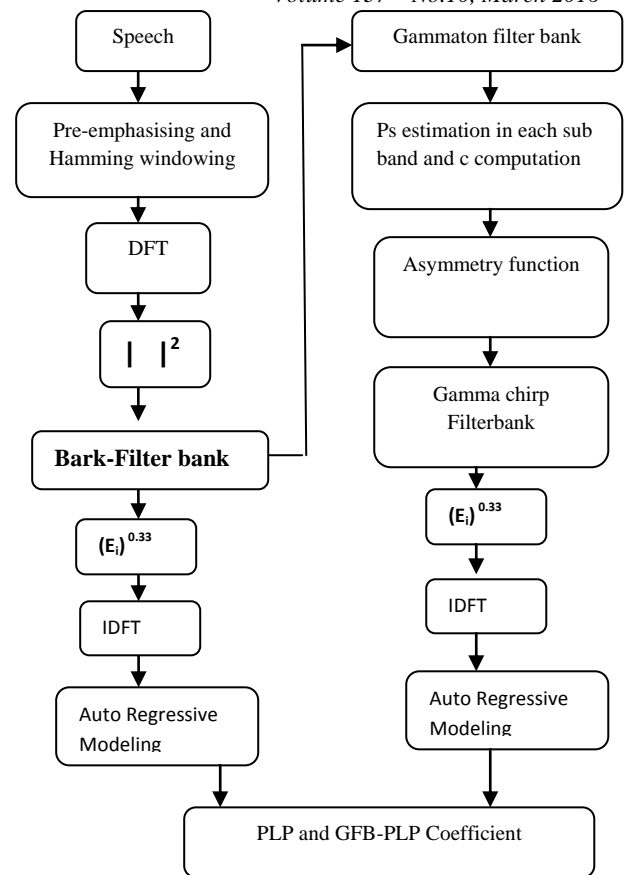 Volume 137 – No.10, March 2016
Speech
Pre-emphasising and
Hamming windowing
DFT
| |²
Bark-Filter bank
(Eᵢ)⁰·³³
IDFT
Auto Regressive
Modeling
Gammaton filter bank
Ps estimation in each sub
band and c computation
Asymmetry function
Gamma chirp
Filterbank
(Eᵢ)⁰·³³
IDFT
Auto Regressive
Modeling
PLP and GFB-PLP Coefficient